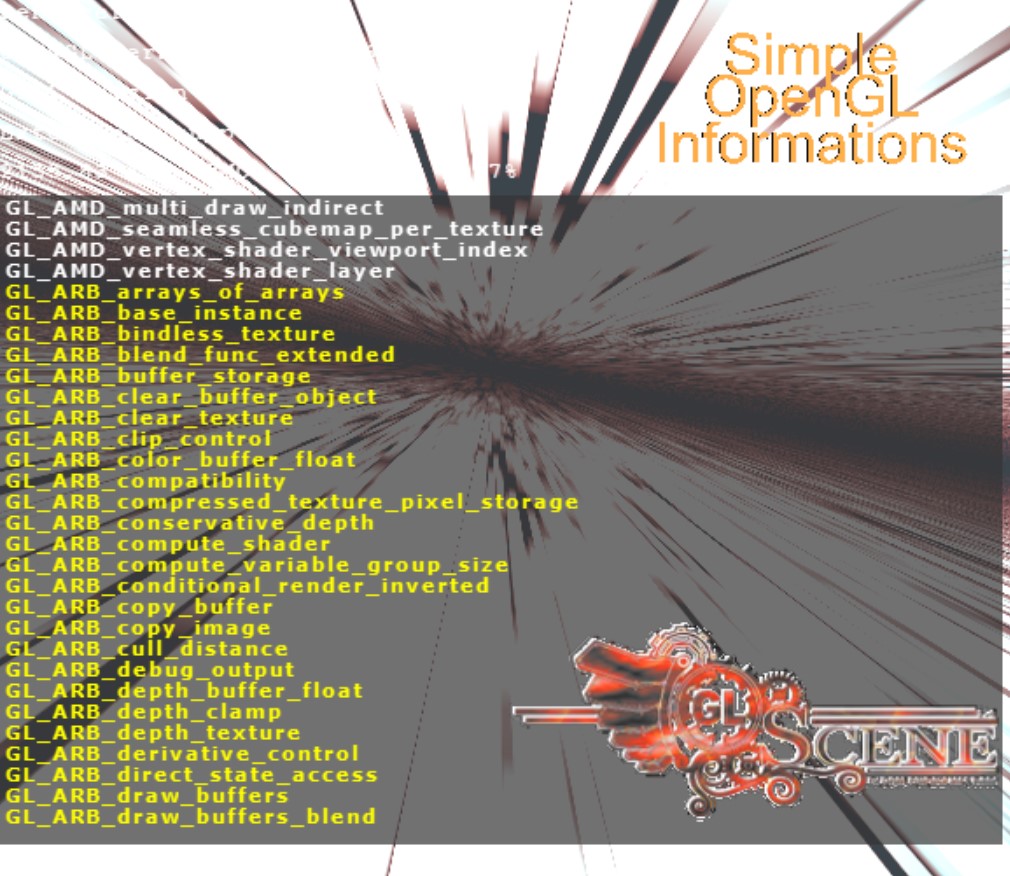 Simple
OpenGL
Informations
GL_AMD_multi_draw_indirect
GL_AMD_seamless_cubemap_per_texture
GL_AMD_vertex_shader_viewport_index
GL_AMD_vertex_shader_layer
GL_ARB_arrays_of_arrays
GL_ARB_base_instance
GL_ARB_bindless_texture
GL_ARB_blend_func_extended
GL_ARB_buffer_storage
GL_ARB_clear_buffer_object
GL_ARB_clear_texture
GL_ARB_clip_control
GL_ARB_color_buffer_float
GL_ARB_compatibility
GL_ARB_compressed_texture_pixel_storage
GL_ARB_conservative_depth
GL_ARB_compute_shader
GL_ARB_compute_variable_group_size
GL_ARB_conditional_render_inverted
GL_ARB_copy_buffer
GL_ARB_copy_image
GL_ARB_cull_distance
GL_ARB_debug_output
GL_ARB_depth_buffer_float
GL_ARB_depth_clamp
GL_ARB_depth_texture
GL_ARB_derivative_control
GL_ARB_direct_state_access
GL_ARB_draw_buffers
GL_ARB_draw_buffers_blend
GL SCENE